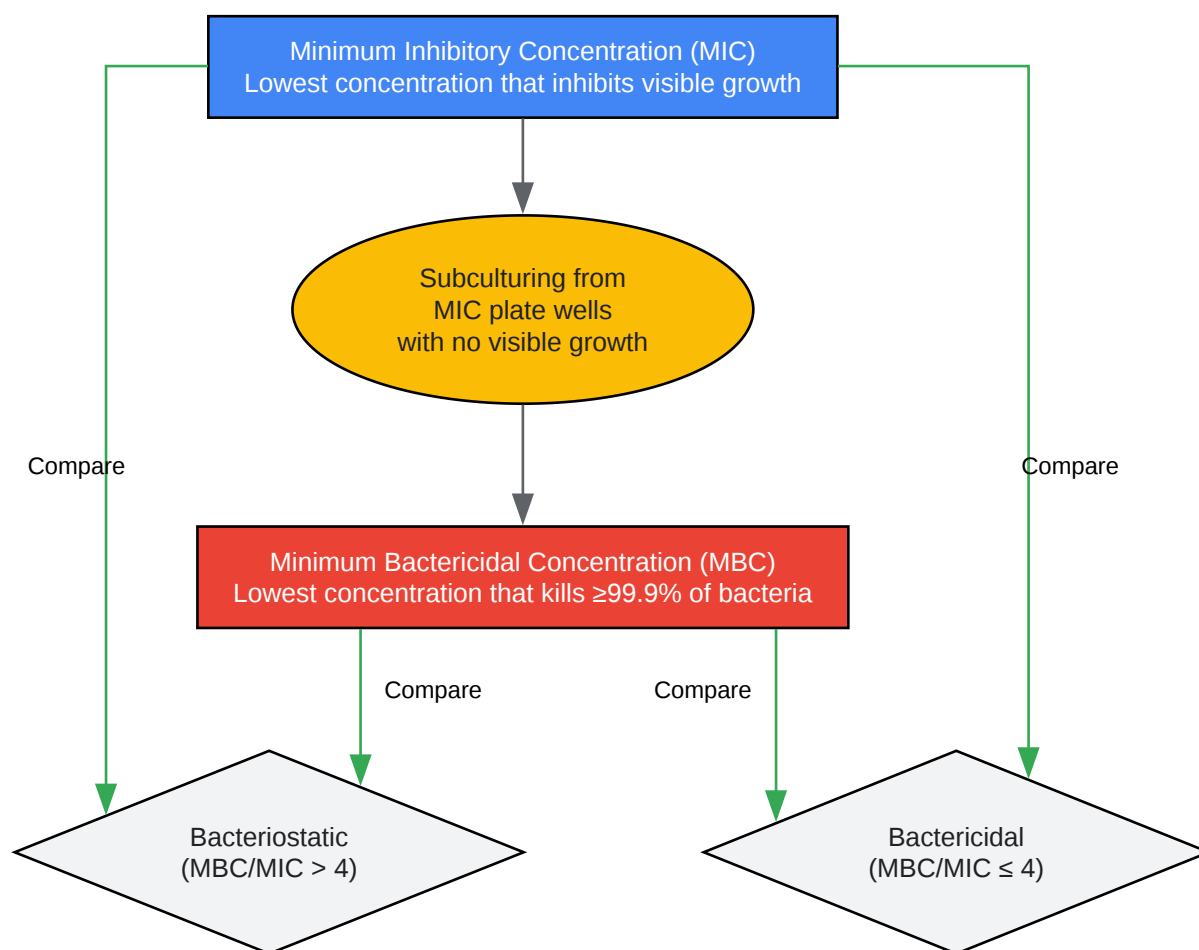 Minimum Inhibitory Concentration (MIC)
Lowest concentration that inhibits visible growth
Subculturing from
MIC plate wells
with no visible growth
Compare
Compare
Minimum Bactericidal Concentration (MBC)
Lowest concentration that kills ≥99.9% of bacteria
Compare
Compare
Bacteriostatic
(MBC/MIC > 4)
Bactericidal
(MBC/MIC ≤ 4)